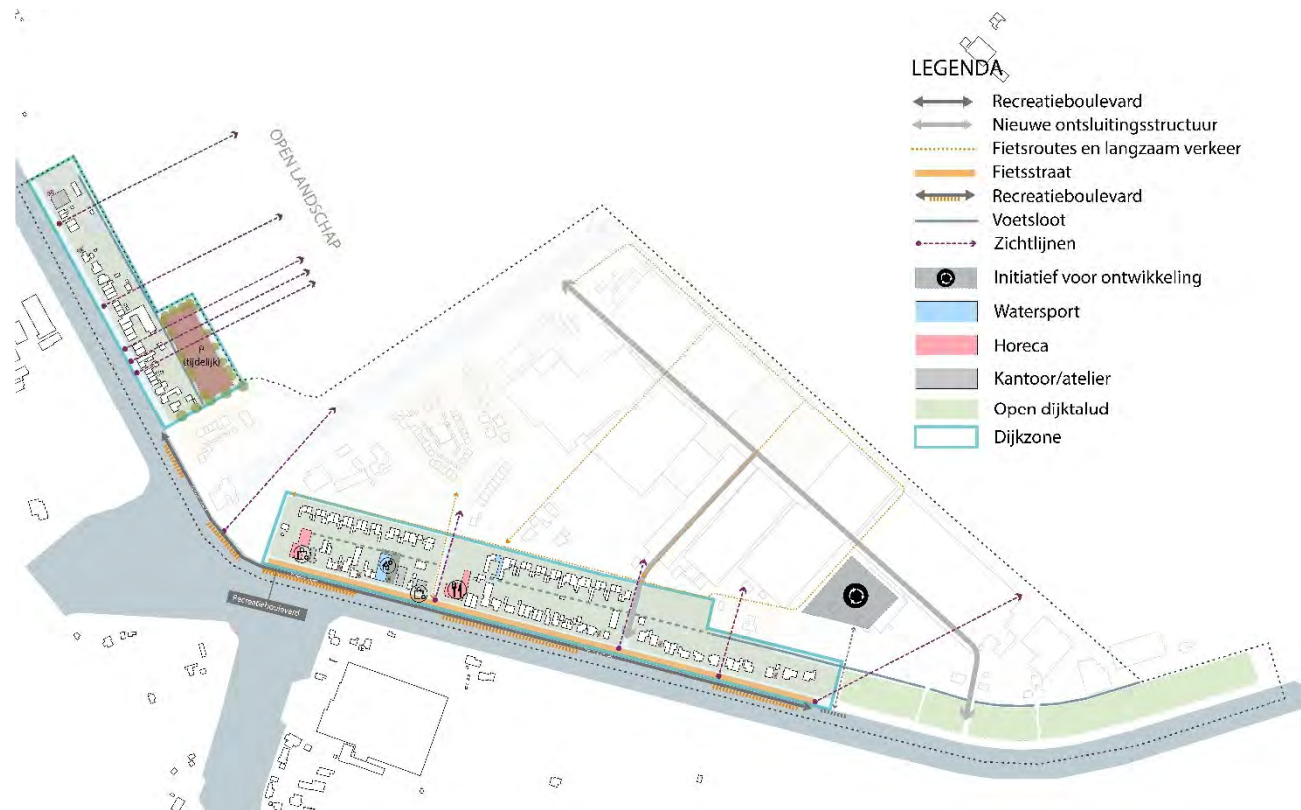 LEGENDA
Recreatieboulevard
Nieuwe ontsluitingsstructuur
Fietsroutes en langzaam verkeer
Fietsstraat
Recreatieboulevard
Voetsloot
Zichtlijnen
Initiatief voor ontwikkeling
Watersport
Horeca
Kantoor/atelier
Open dijktalud
Dijkzone
OPEN LANDSCHAP
P
(tijdelijk)
Recreatieboulevard